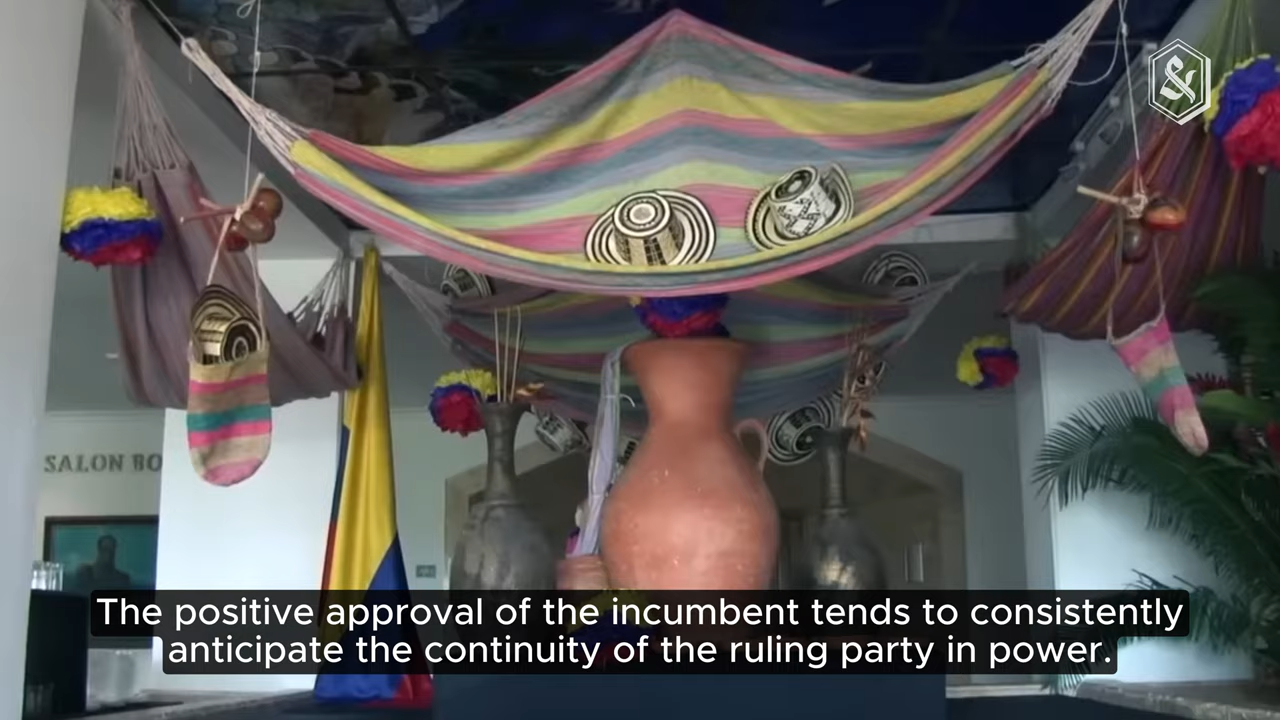 &
SALON BO
The positive approval of the incumbent tends to consistently
anticipate the continuity of the ruling party in power.